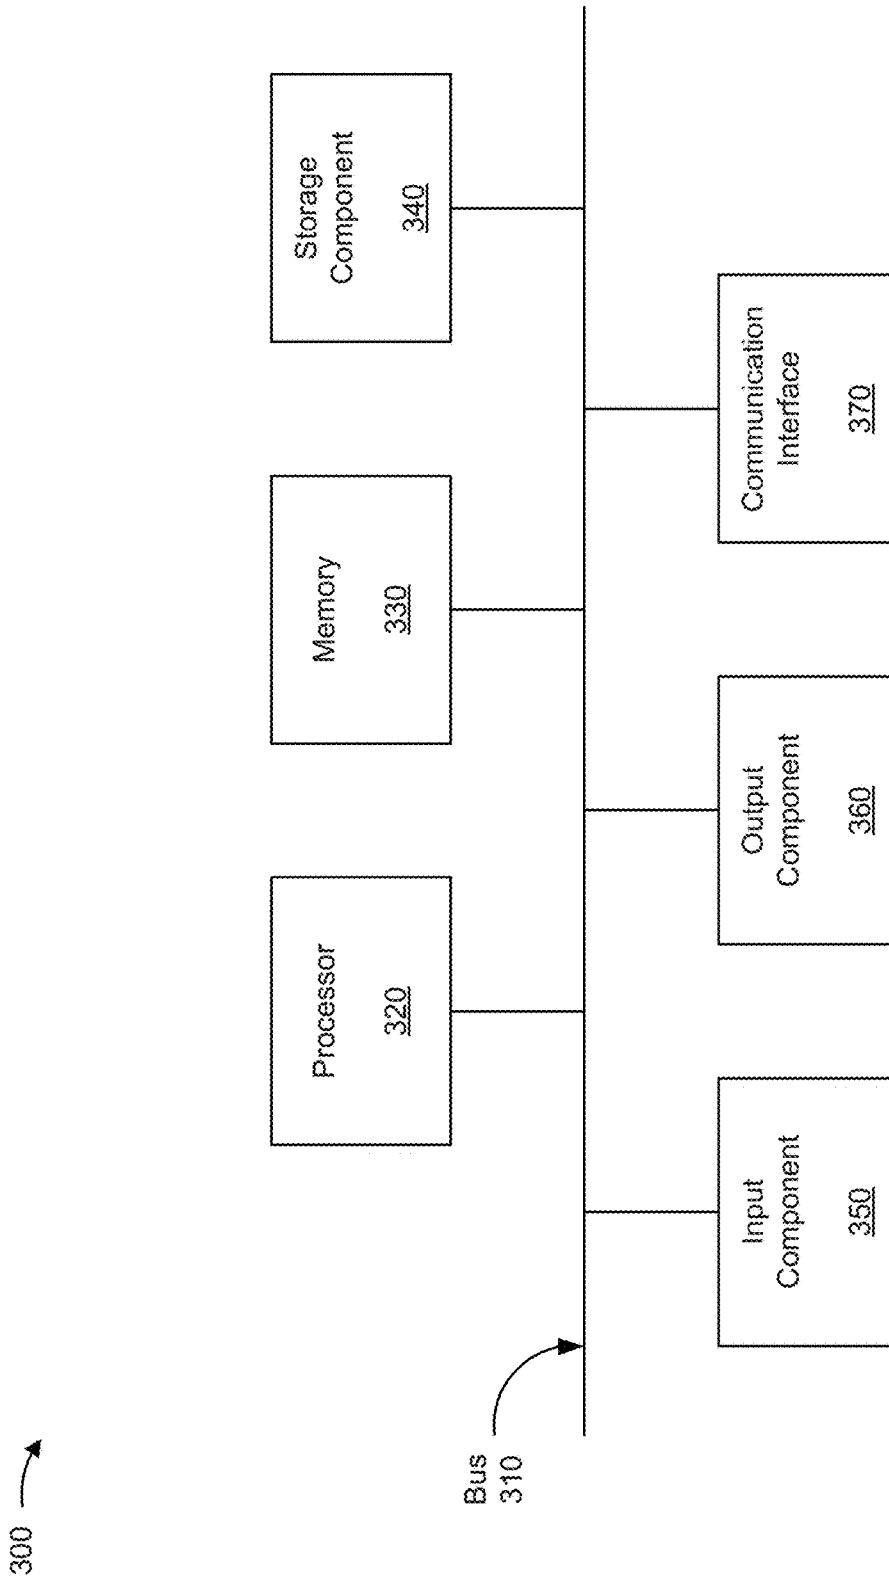 300
Bus
310
Processor
320
Memory
330
Storage
Component
340
Input
Component
350
Output
Component
360
Communication
Interface
370